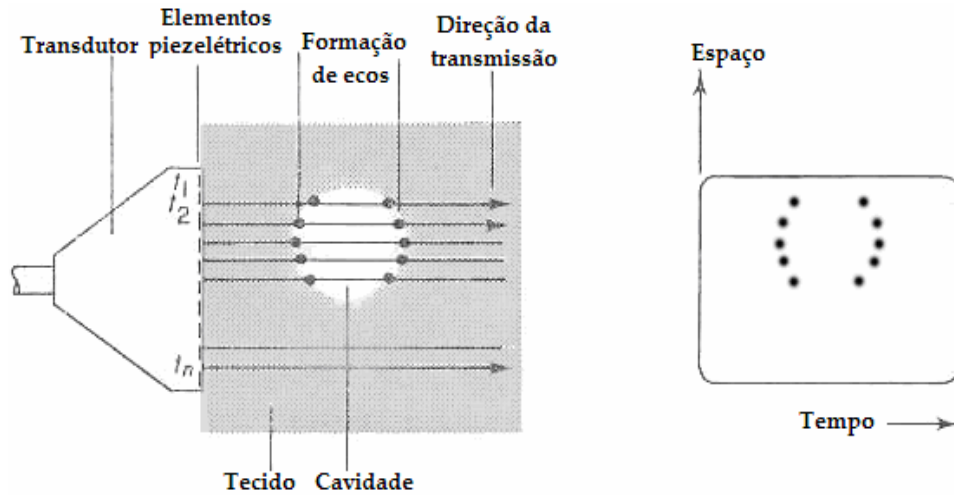 Transdutor
Elementos
piezelétricos
Formação
de ecos
Direção da
transmissão
t1
t2
tn
Tecido
Cavidade
Espaço
Tempo